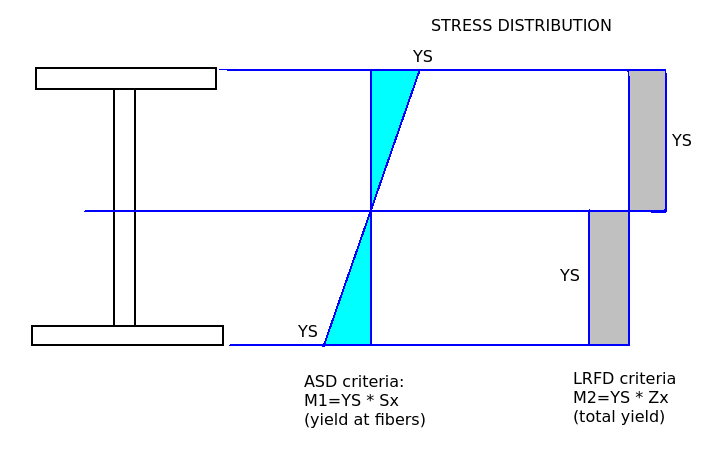 STRESS DISTRIBUTION
YS
YS
YS
YS
ASD criteria:
M1=YS * Sx
(yield at fibers)
LRFD criteria
M2=YS * Zx
(total yield)